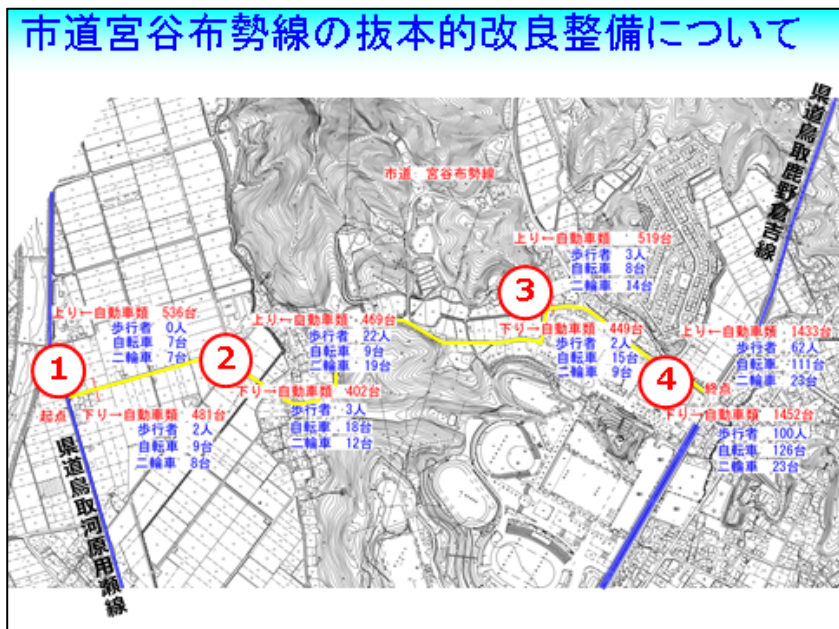 市道宮谷布勢線の抜本的改良整備について
県道鳥取鹿野倉吉線
市道　宮谷布勢線
上り←自動車類　519台
歩行者　3人
自転車　8台
二輪車　14台
3
上り←自動車類　536台
歩行者　0人
自転車　7台
二輪車　7台
1
2
上り←自動車類　469台
歩行者　22人
自転車　9台
二輪車　19台
下り→自動車類　449台
歩行者　2人
自転車　15台
二輪車　9台
上り←自動車類　1433台
歩行者　62人
自転車　111台
二輪車　23台
4
終点
起点
下り→自動車類　481台
歩行者　2人
自転車　9台
二輪車　8台
下り→自動車類　402台
歩行者　3人
自転車　18台
二輪車　12台
下り→自動車類　1452台
歩行者　100人
自転車　126台
二輪車　23台
県道鳥取河原用瀬線